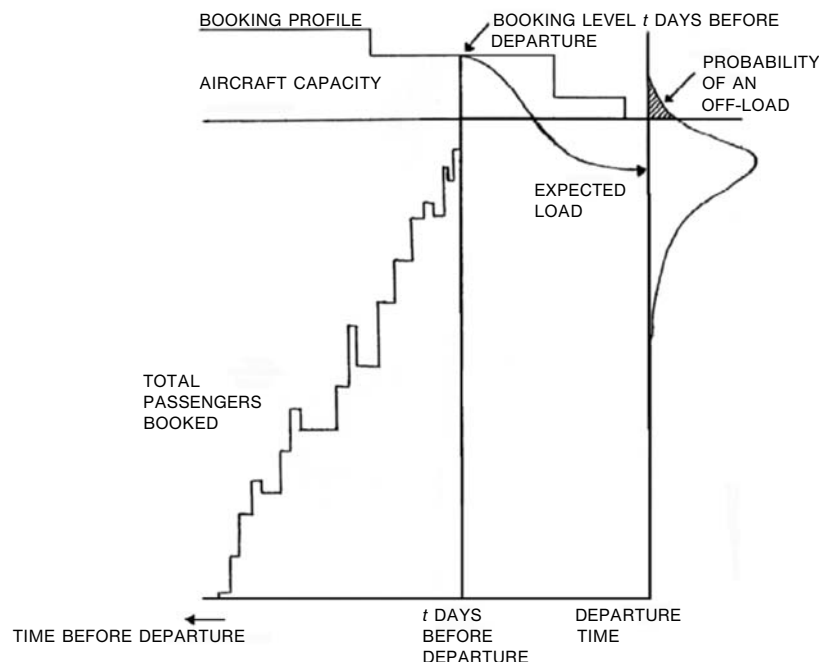 BOOKING PROFILE
BOOKING LEVEL t DAYS BEFORE
DEPARTURE
PROBABILITY
OF AN
OFF-LOAD
AIRCRAFT CAPACITY
EXPECTED
LOAD
TOTAL
PASSENGERS
BOOKED
TIME BEFORE DEPARTURE
t DAYS
BEFORE
DEPARTURE
DEPARTURE
TIME